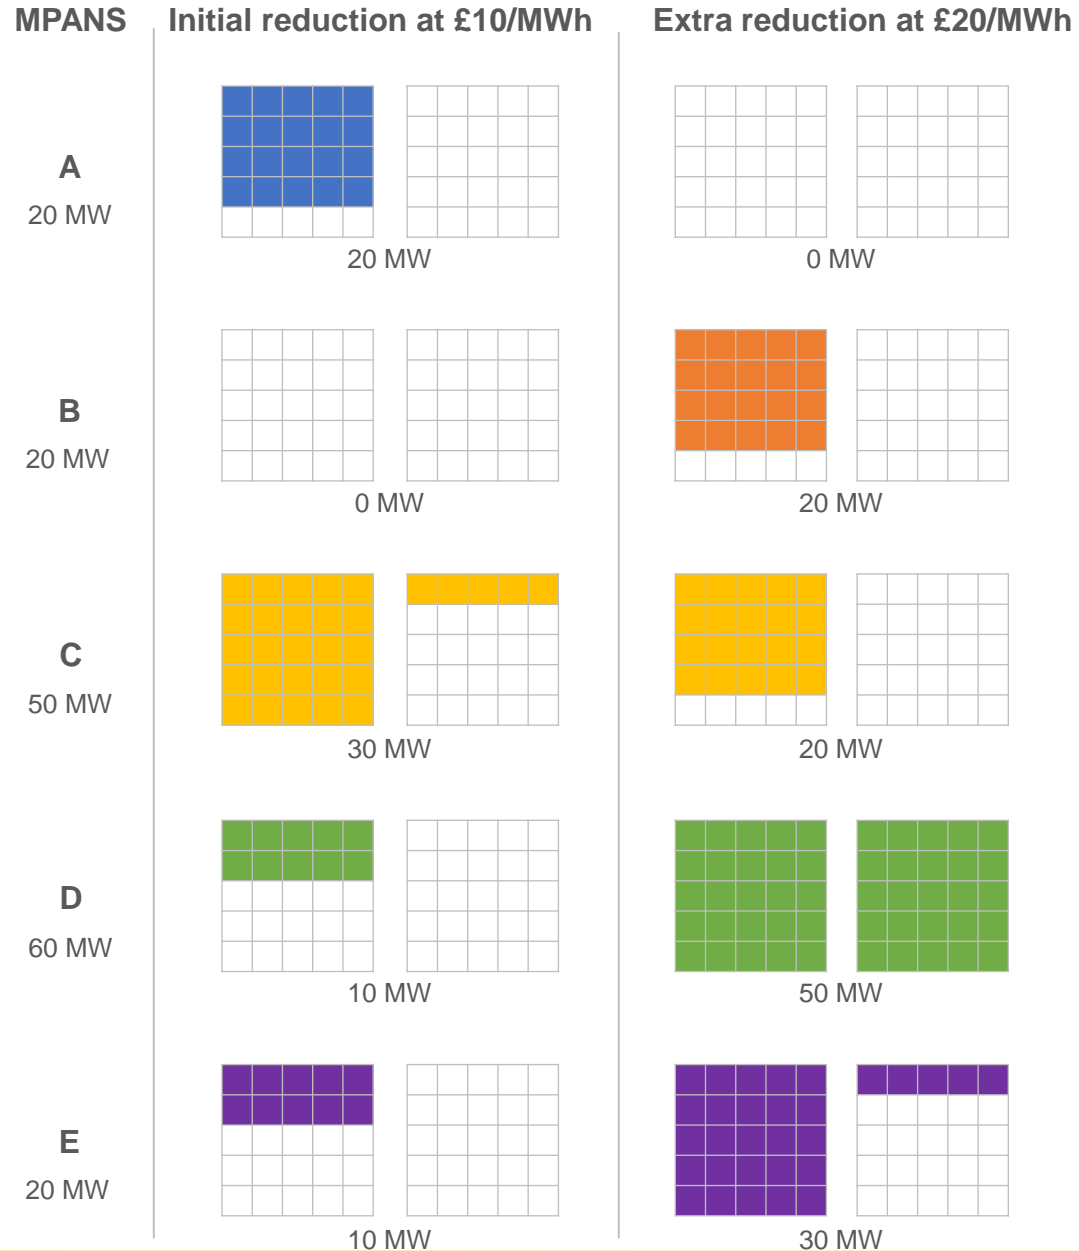 MPANS Initial reduction at £10/MWh Extra reduction at £20/MWh
A
20 MW
20 MW 0 MW
B
20 MW
0 MW 20 MW
C
50 MW
30 MW 20 MW
D
60 MW
10 MW 50 MW
E
20 MW
10 MW 30 MW